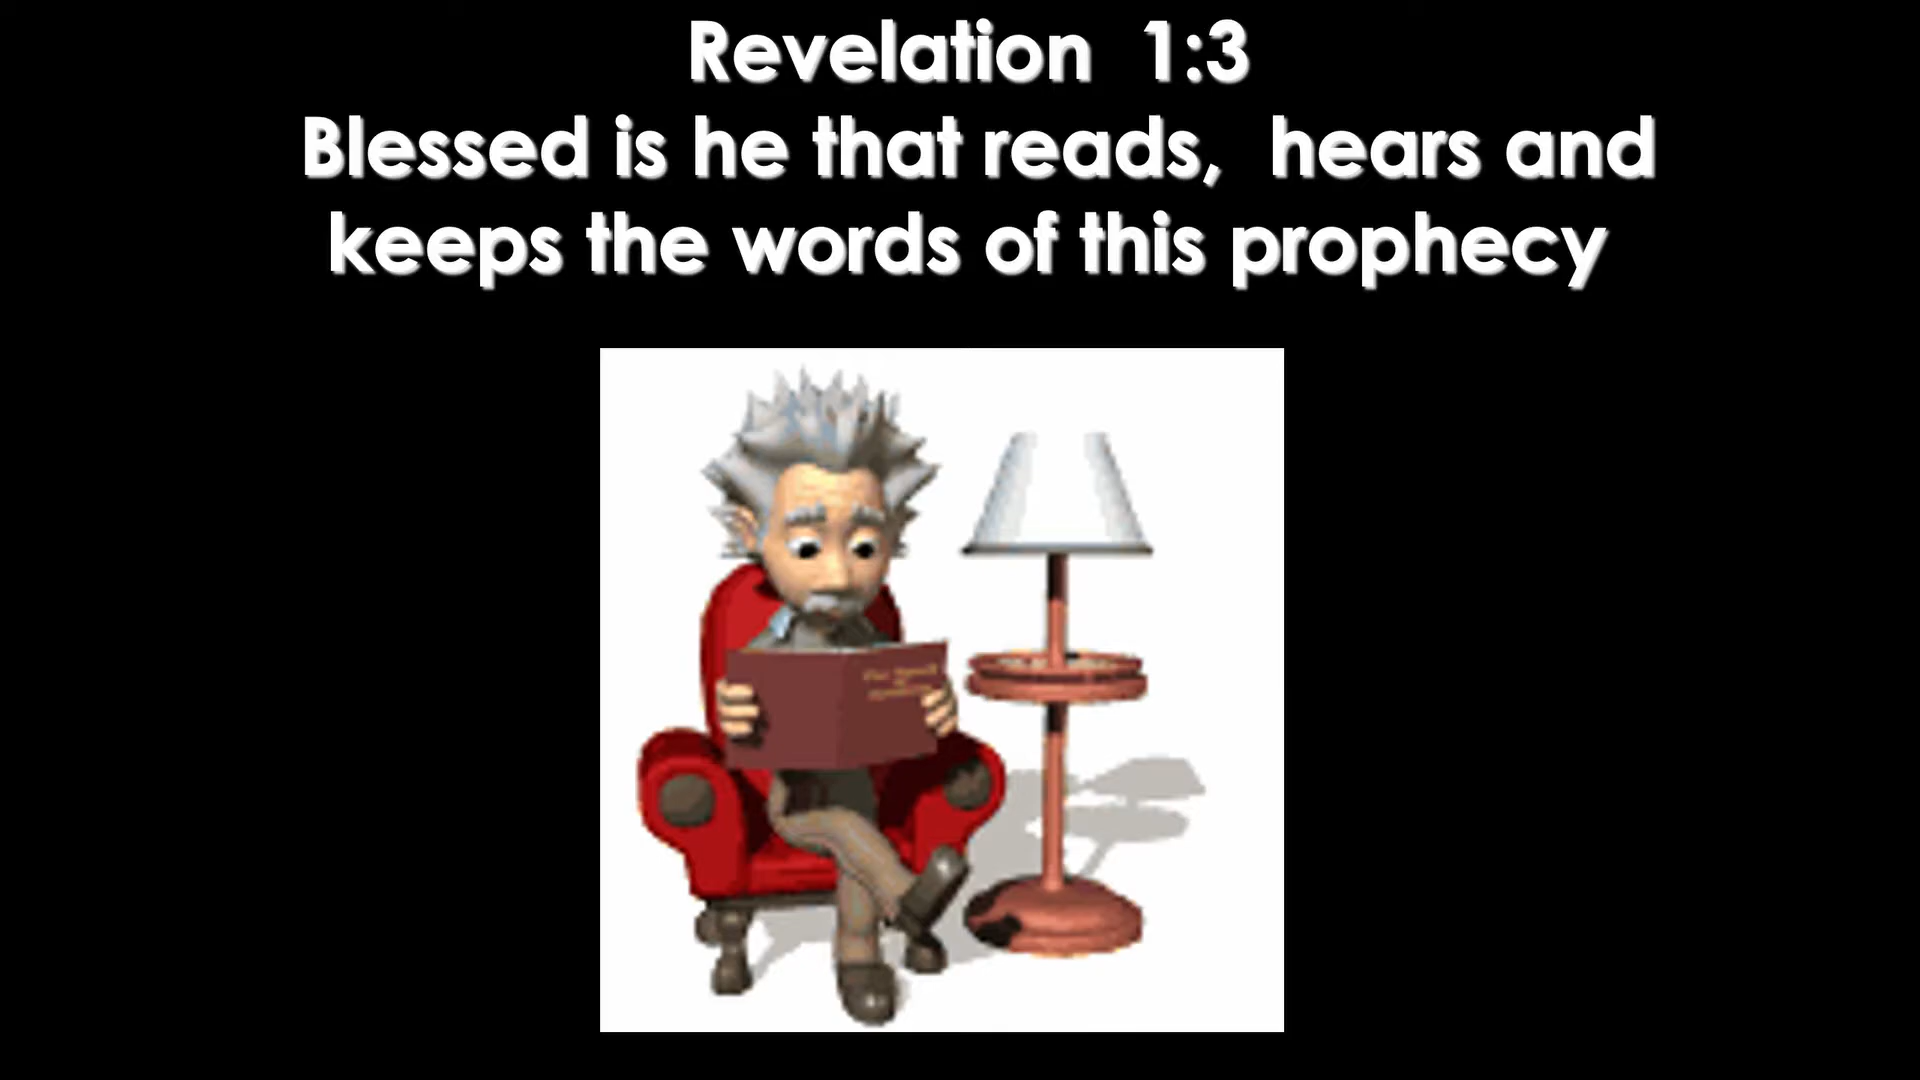 Revelation 1:3
Blessed is he that reads, hears and
keeps the words of this prophecy